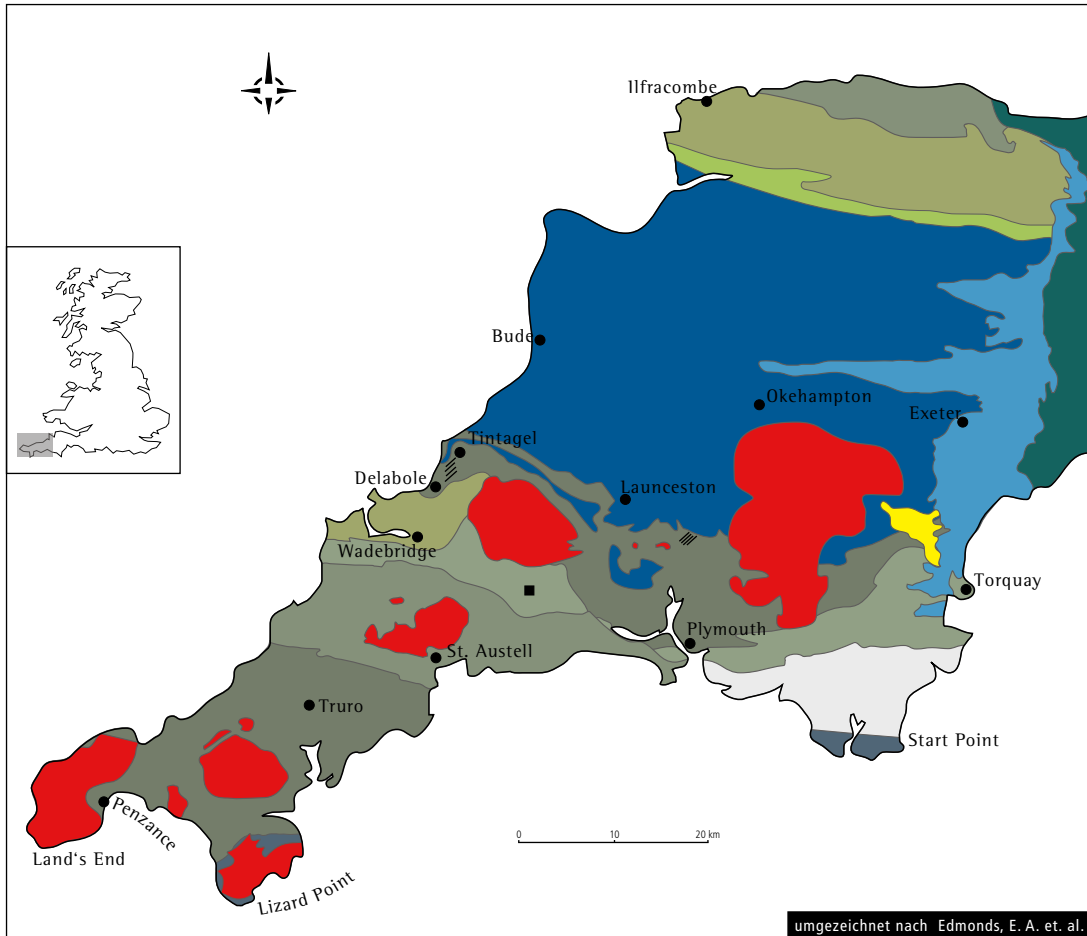 Ilfracombe
Bude
Okehampton
Exeter
Tintagel
Delabole
Launceston
Wadebridge
Torquay
Plymouth
St. Austell
Truro
Start Point
Penzance
Land's End
Lizard Point
0 10 20 km
umgezeichnet nach Edmonds, E. A. et. al.